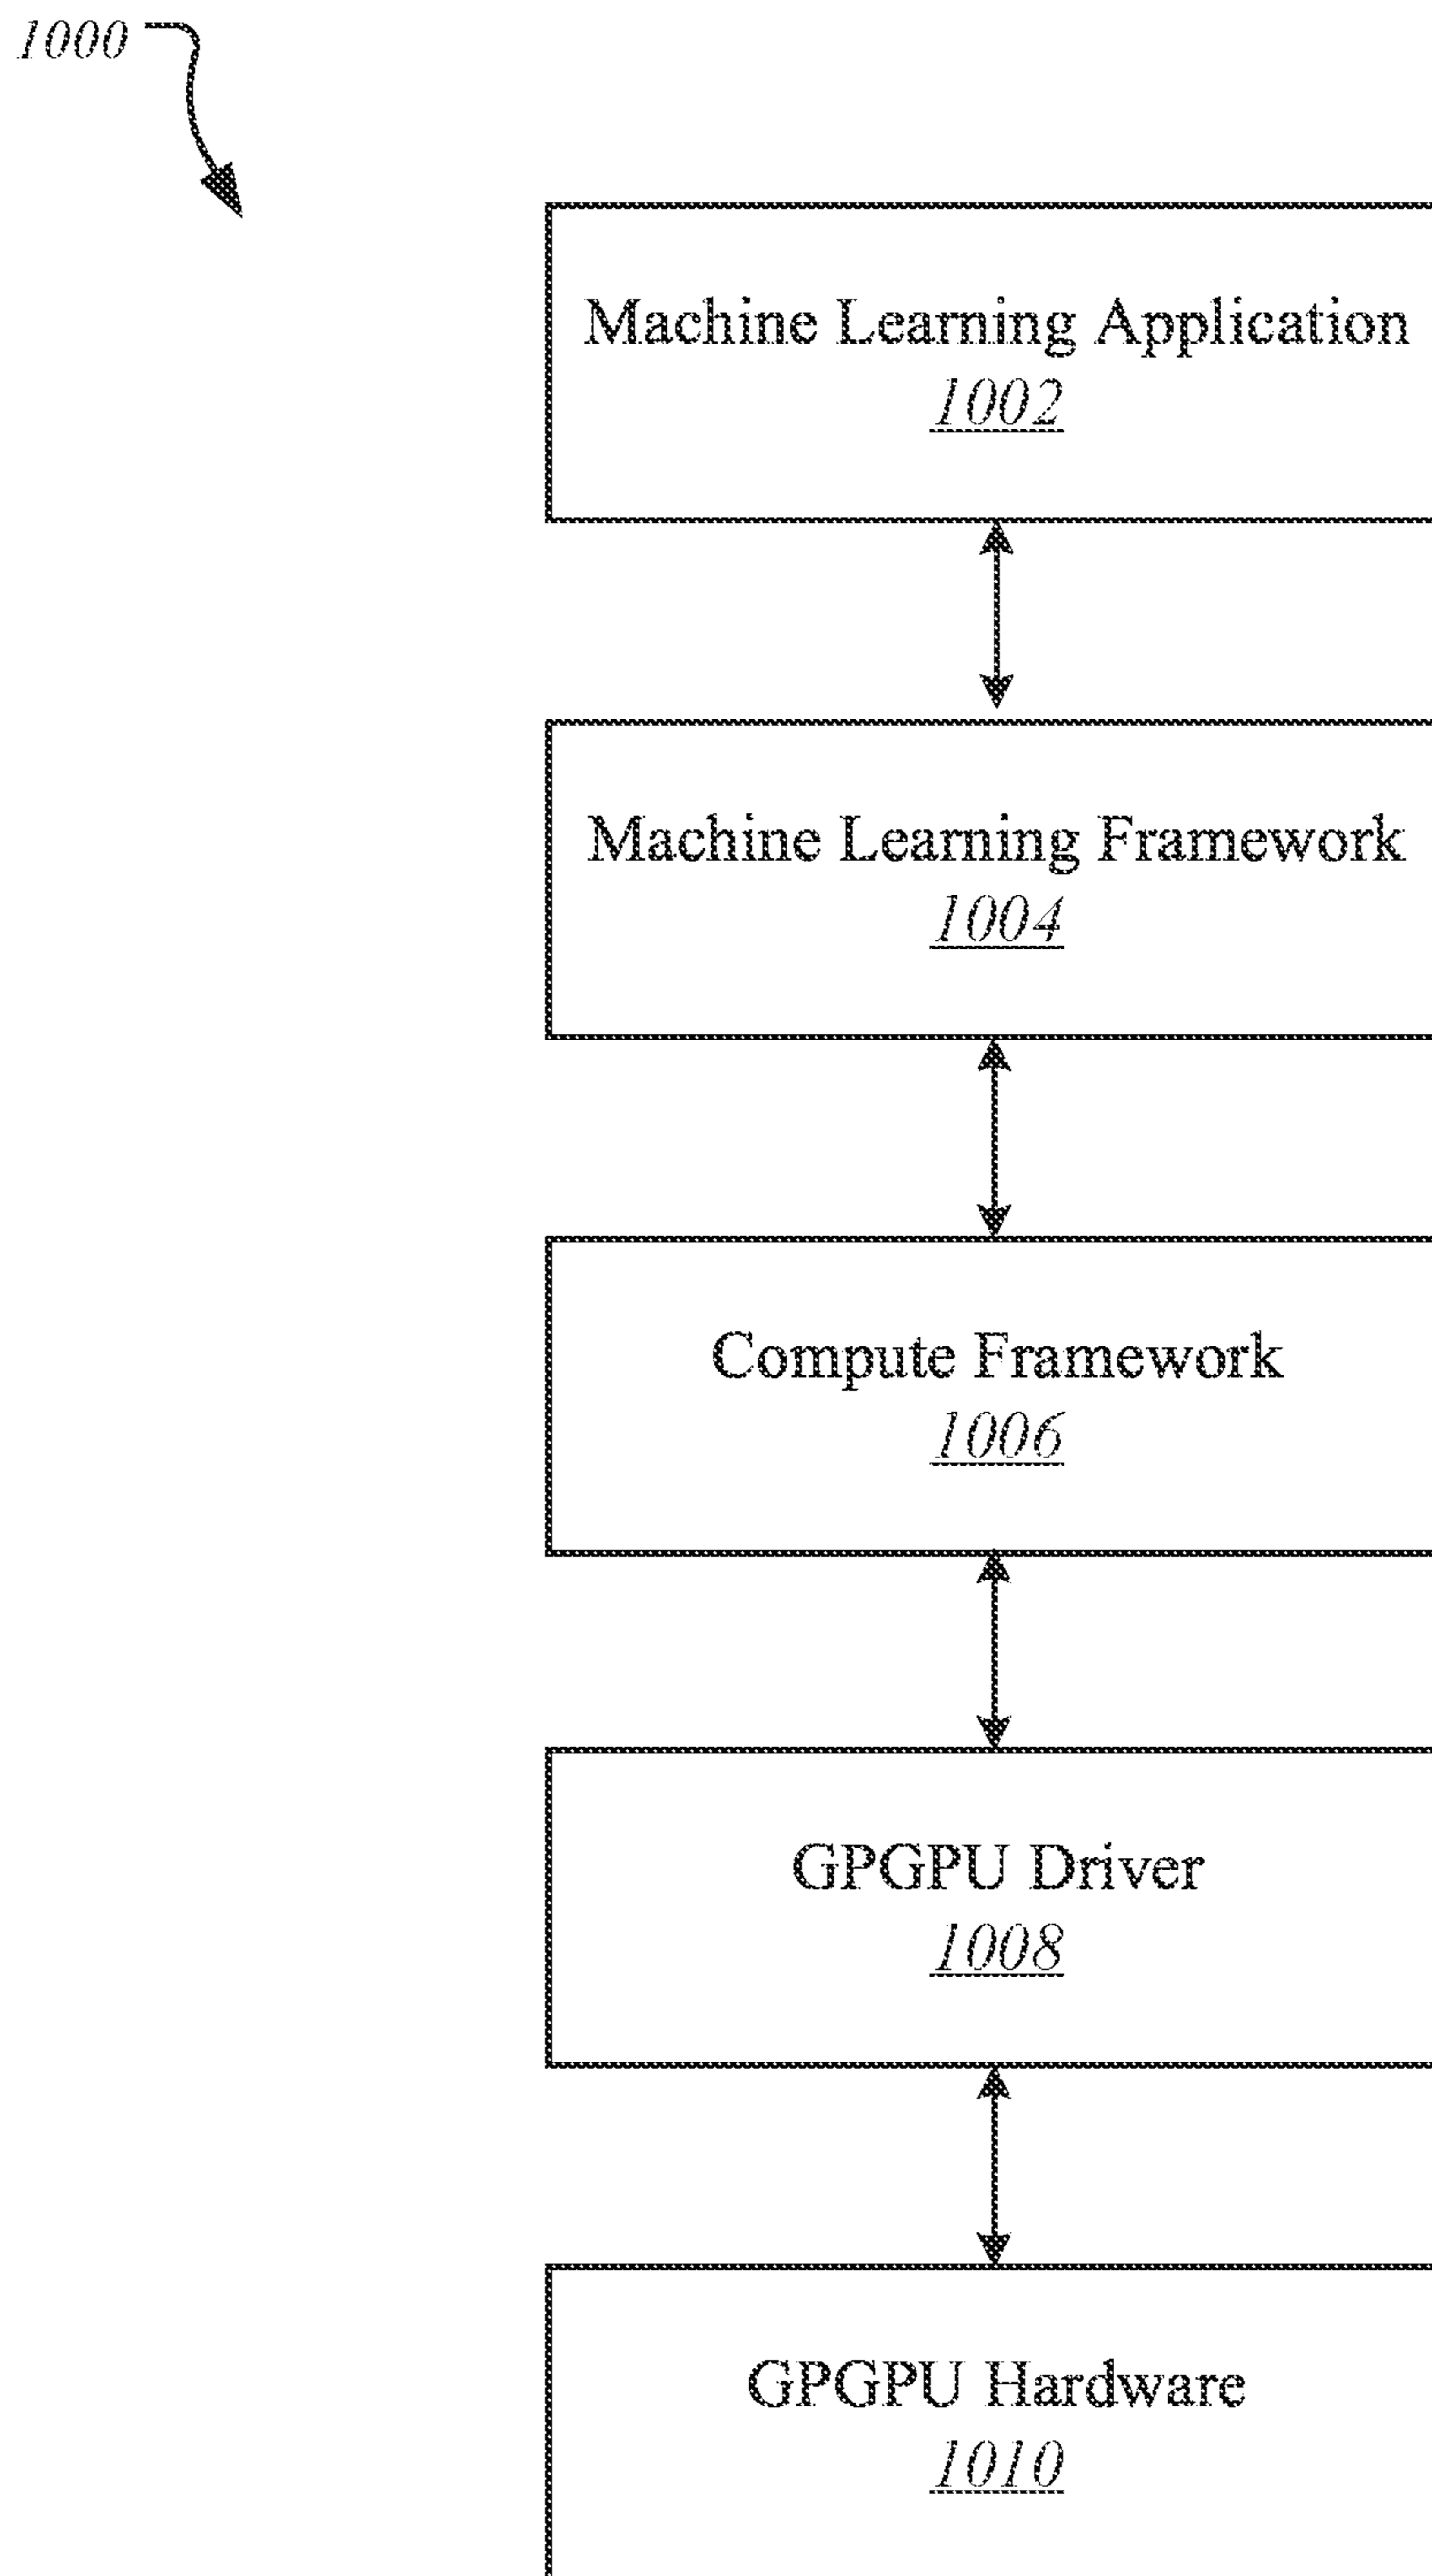 1000
Machine Learning Application
1002
Machine Learning Framework
1004
Compute Framework
1006
GPGPU Driver
1008
GPGPU Hardware
1010